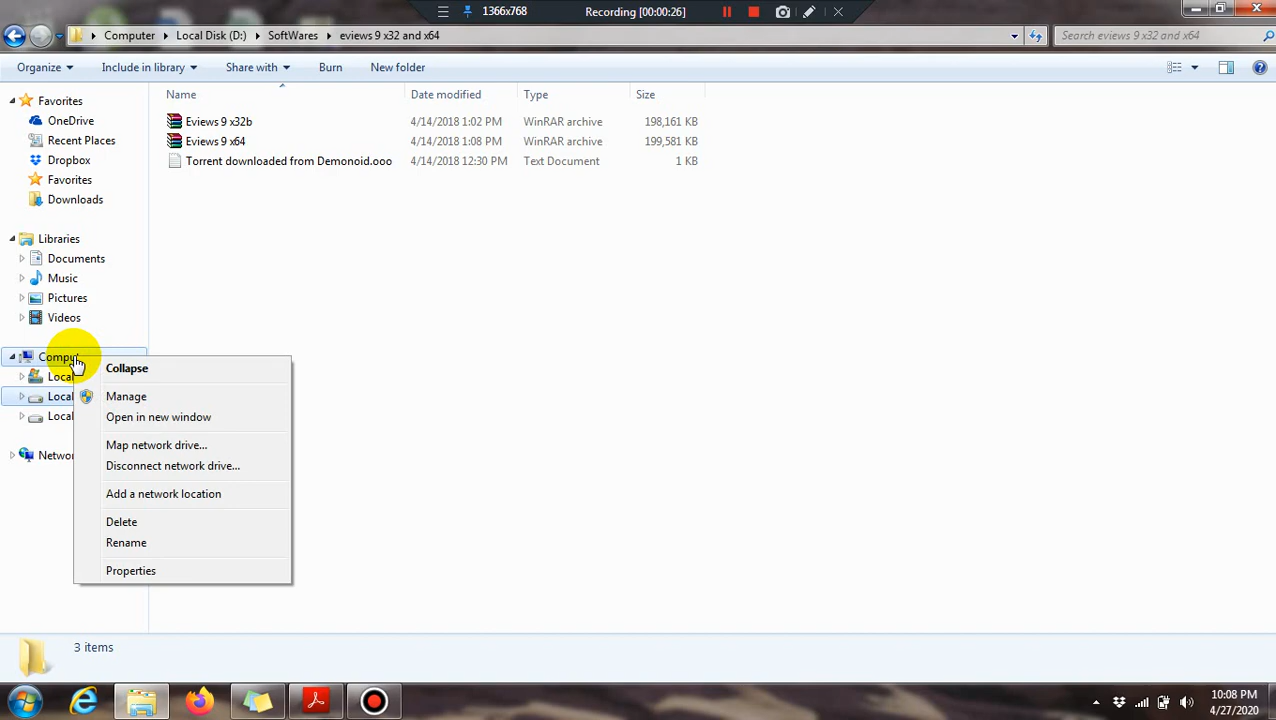 1366x768 Recording [00:00:26]
Computer Local Disk (D:) SoftWares eviews 9 x32 and x64 Search eviews 9 x32 and x64
Organize Include in library Share with Burn New folder
Name Date modified Type Size
Favorites
OneDrive
Recent Places
Dropbox
Favorites
Downloads
Libraries
Documents
Music
Pictures
Videos
Local
Local
Local
Eviews 9 x32b 4/14/2018 1:02 PM WinRAR archive 198,161 KB
Eviews 9 x64 4/14/2018 1:08 PM WinRAR archive 199,581 KB
Torrent downloaded from Demonoid.ooo 4/14/2018 12:30 PM Text Document 1 KB
Collapse
Manage
Open in new window
Map network drive...
Disconnect network drive...
Add a network location
Delete
Rename
Properties
3 items
10:08 PM
4/27/2020